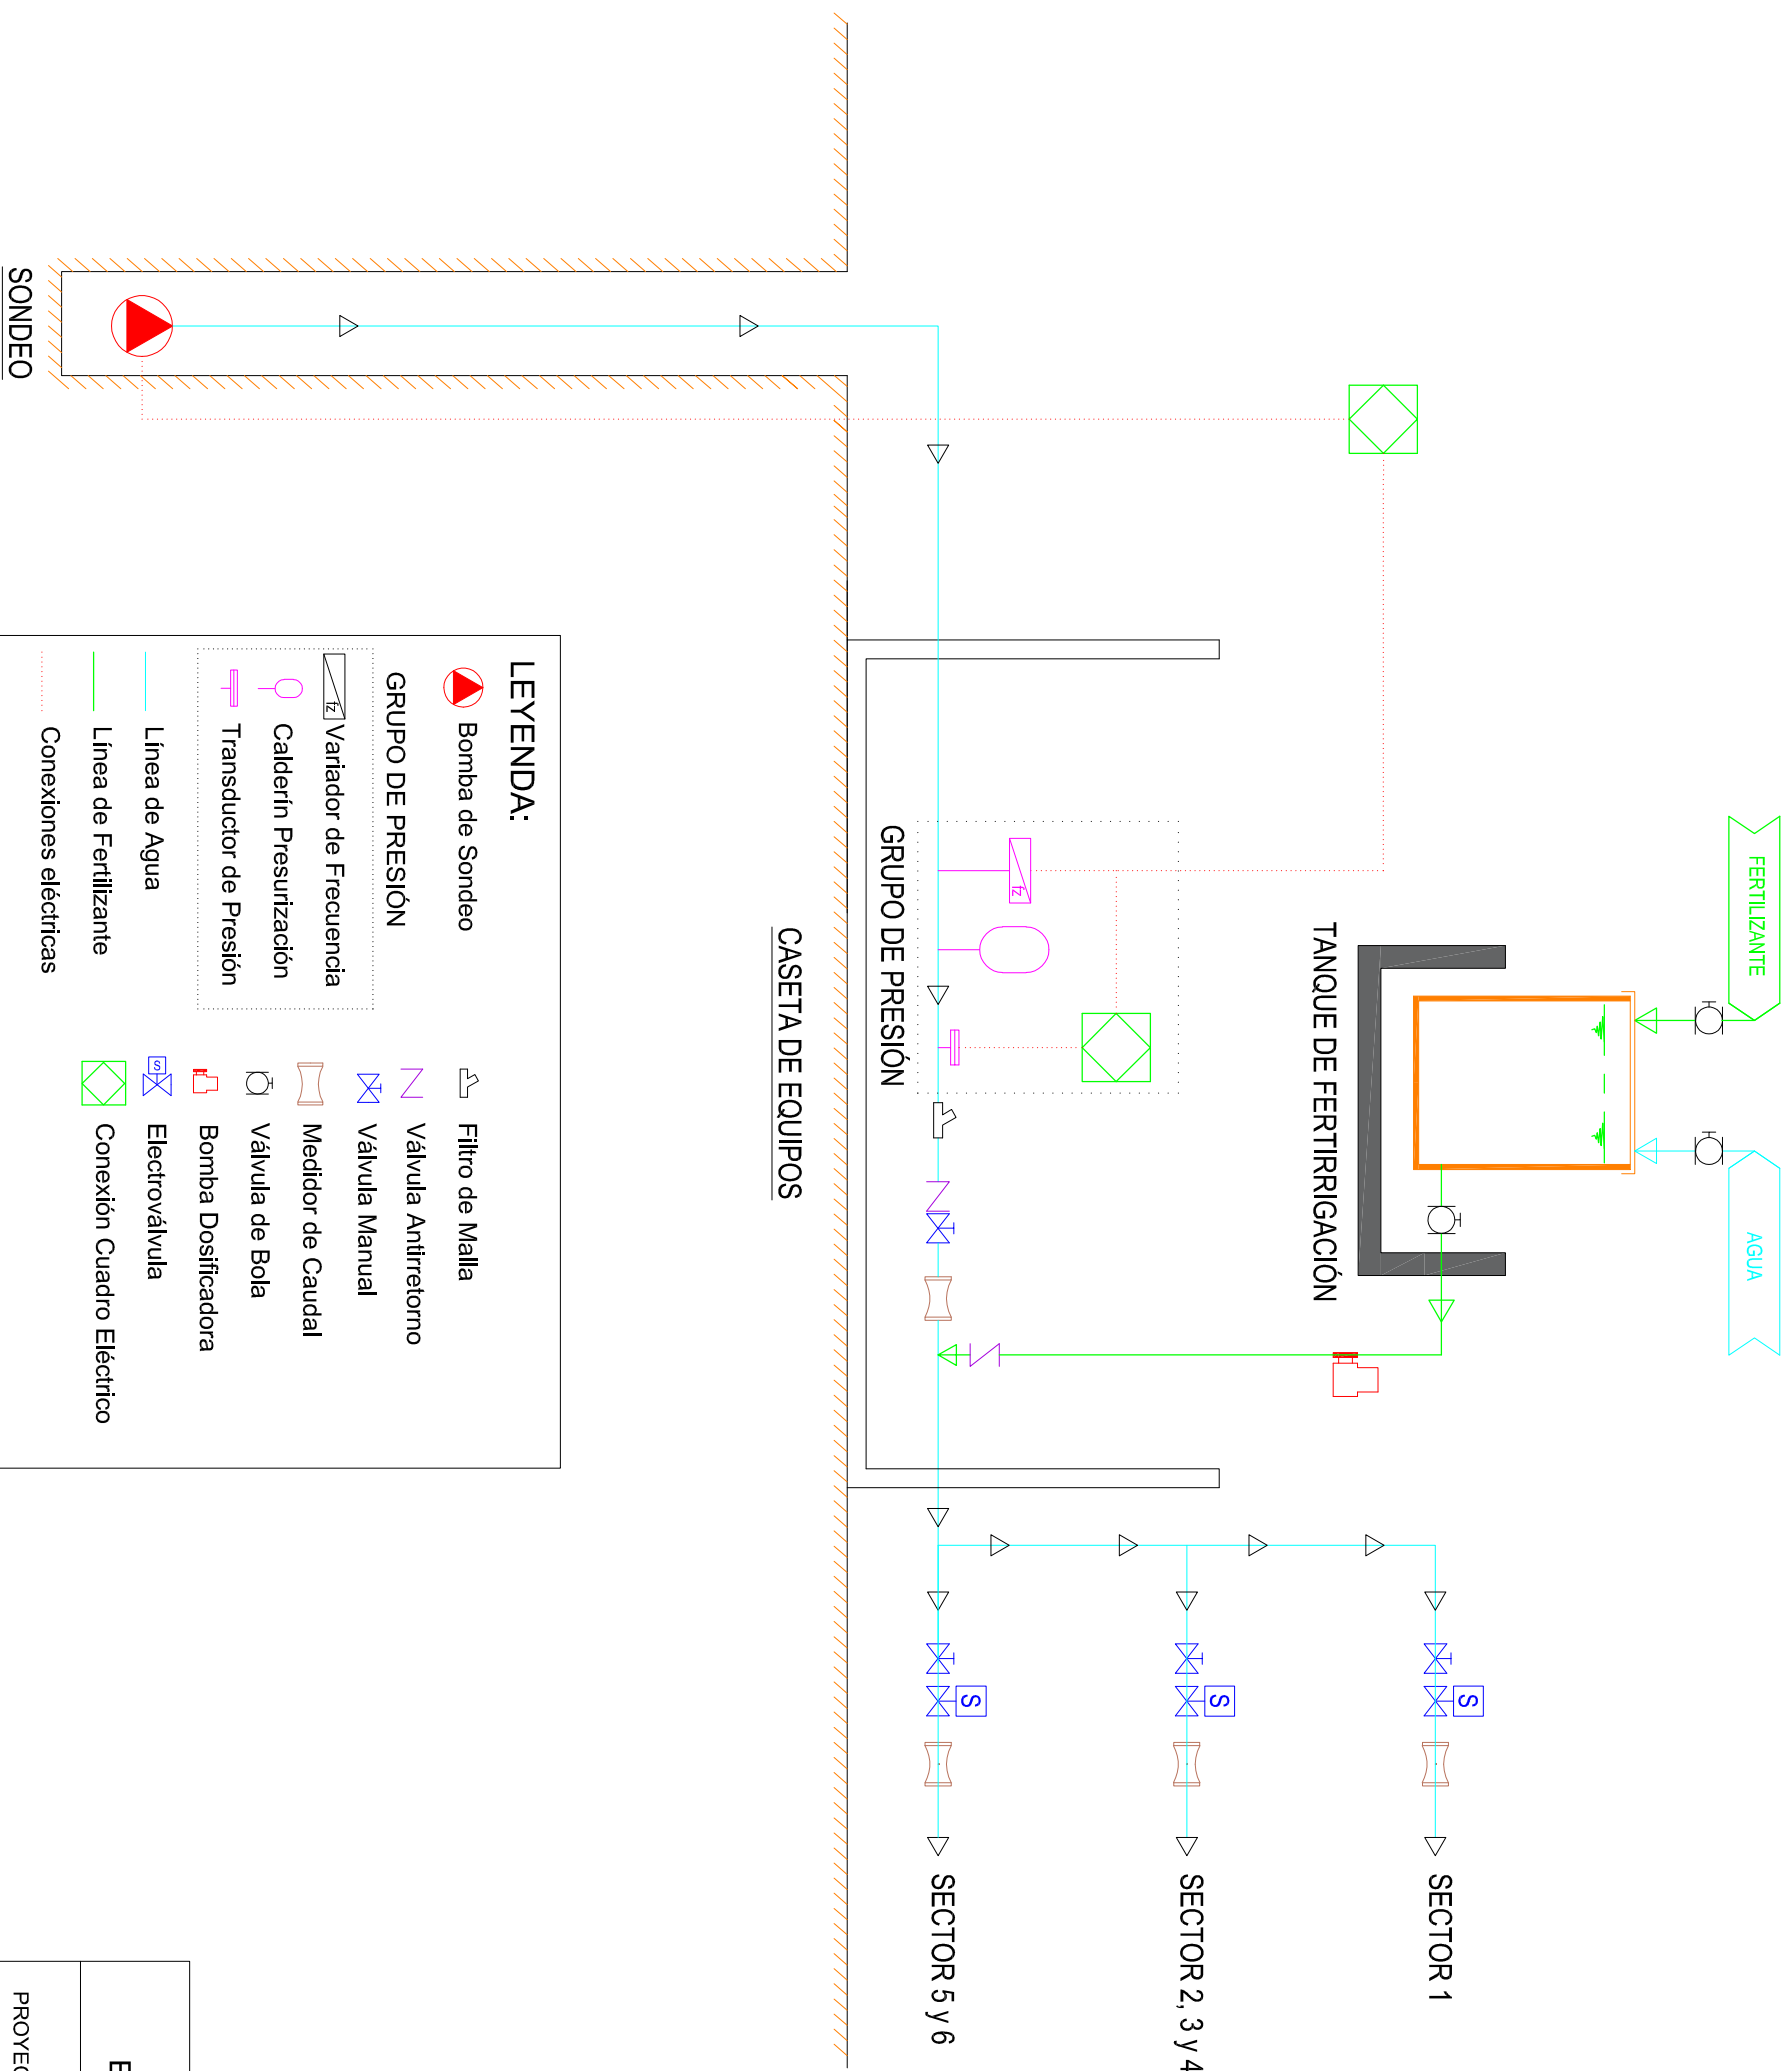 FERTILIZANTE
AGUA
TANQUE DE FERTIRRIGACIÓN
SECTOR 1
SECTOR 2, 3 y 4
SECTOR 5 y 6
S
S
S
fz
GRUPO DE PRESIÓN
CASETA DE EQUIPOS
SONDEO
LEYENDA:
Bomba de Sondeo
GRUPO DE PRESIÓN
fz
Variador de Frecuencia
Calderín Presurización
Transductor de Presión
Línea de Agua
Línea de Fertilizante
Conexiones eléctricas
Filtro de Malla
Válvula Antirretorno
Válvula Manual
Medidor de Caudal
Válvula de Bola
Bomba Dosificadora
S
Electroválvula
Conexión Cuadro Eléctrico